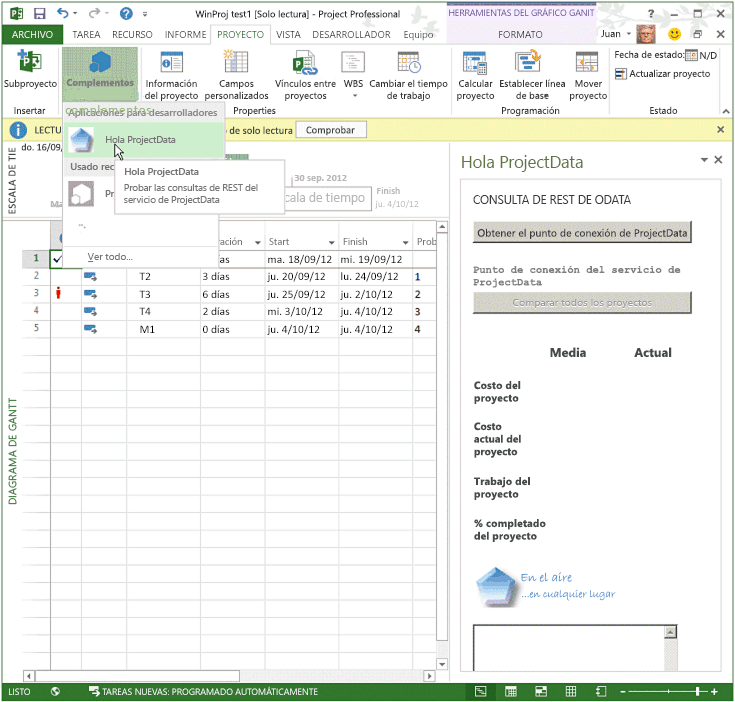 WinProj test1 [Solo lectura] - Project Professional
HERRAMIENTAS DEL GRÁFICO GANIT
ARCHIVO TAREA RECURSO INFORME PROYECTO VISTA DESARROLLADOR Equipo FORMATO Juan
Subproyecto
Complementos
Información del proyecto
Campos personalizados
Vínculos entre proyectos
WBS
Cambiar el tiempo de trabajo
Calcular proyecto
Establecer línea de base
Mover proyecto
Fecha de estado: N/D
Actualizar proyecto
Insertar
complementos
Properties
Programación
Estado
Aplicaciones para desarrolladores
LECTU
o de solo lectura
Comprobar
Hola ProjectData
Hola ProjectData
Probar las consultas de REST del
servicio de ProjectData
Usado rec
Pr
Ver todo...
ESCALA DE TIE
do. 16/09
30 sep. 2012
cala de tiempo
Finish
ju. 4/10/12
Ma
ración Start Finish Prob
1 as ma. 18/09/12 mi. 19/09/12
2 T2 3 días ju. 20/09/12 lu. 24/09/12 1
3 T3 6 días ju. 25/09/12 ju. 2/10/12 2
4 T4 2 días mi. 3/10/12 ju. 4/10/12 3
5 M1 0 días ju. 4/10/12 ju. 4/10/12 4
DIAGRAMA DE GANTT
Hola ProjectData
CONSULTA DE REST DE ODATA
Obtener el punto de conexión de ProjectData
Punto de conexión del servicio de
ProjectData
Comparar todos los proyectos
Media Actual
Costo del
proyecto
Costo
actual del
proyecto
Trabajo del
proyecto
% completado
del proyecto
En el aire
...en cualquier lugar
LISTO
TAREAS NUEVAS: PROGRAMADO AUTOMÁTICAMENTE